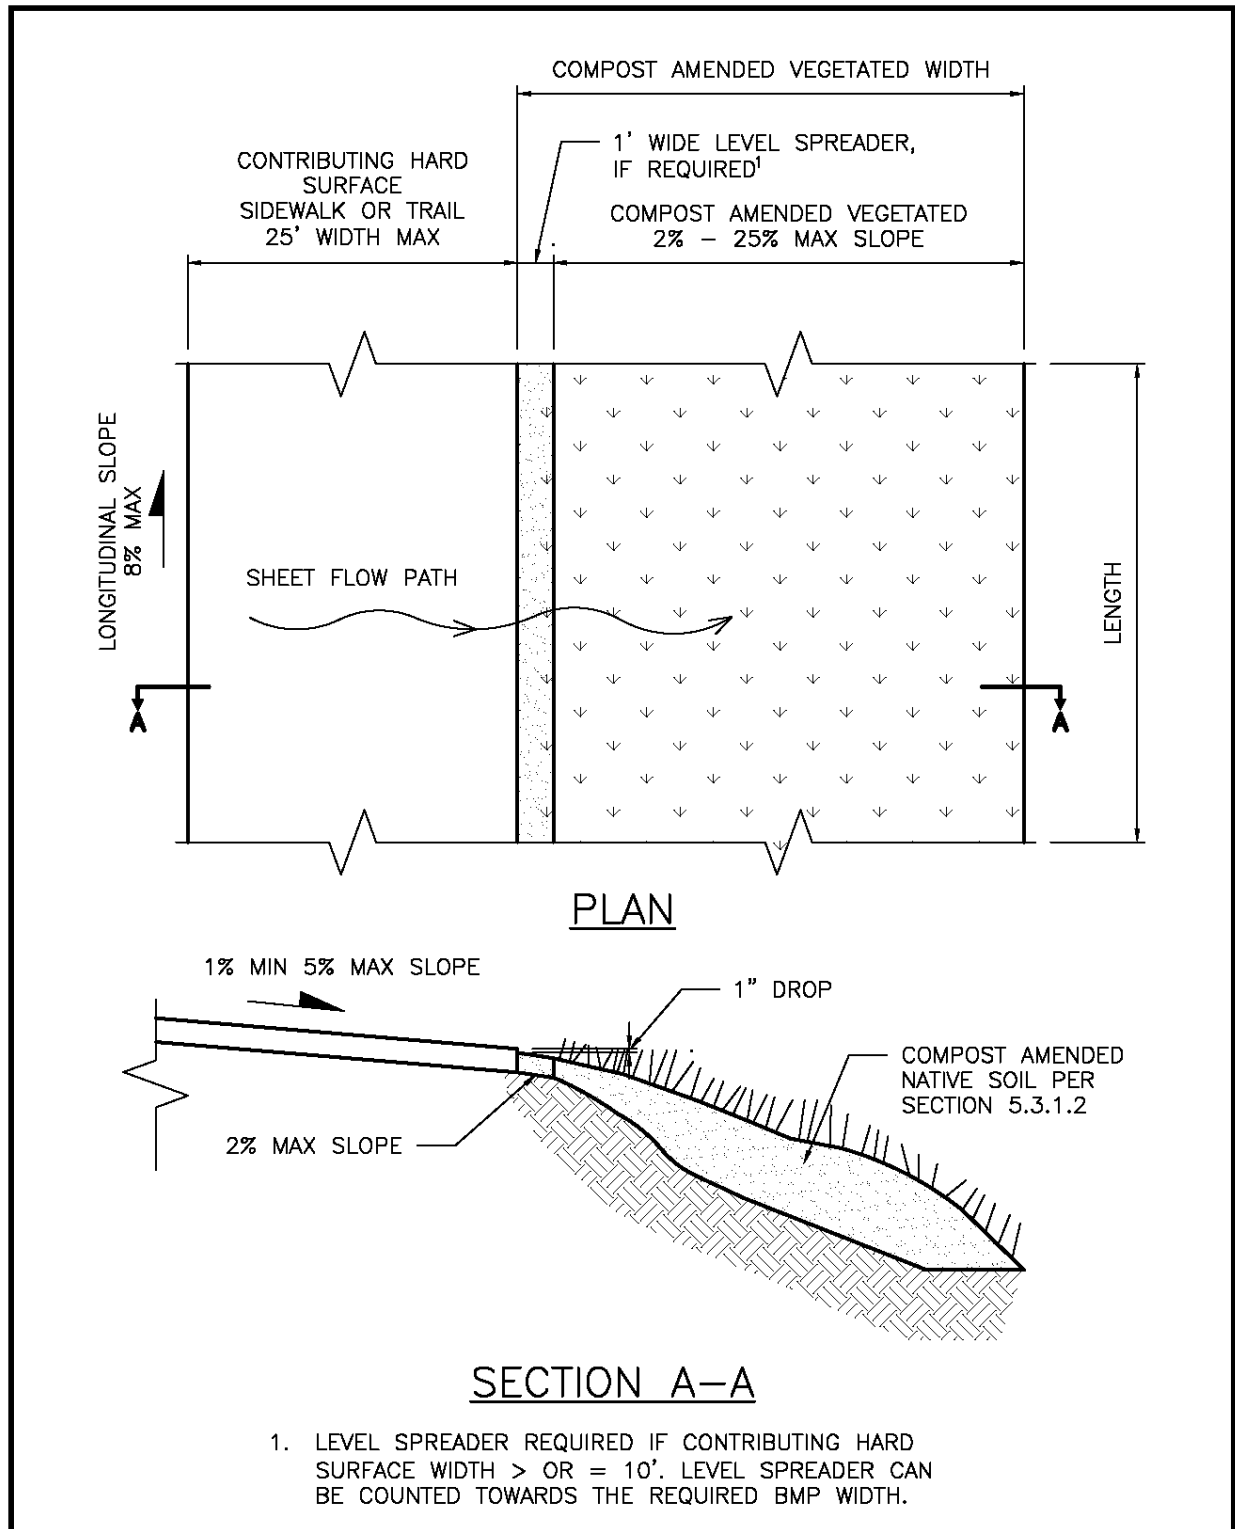 COMPOST AMENDED VEGETATED WIDTH
1' WIDE LEVEL SPREADER,
IF REQUIRED¹
CONTRIBUTING HARD
SURFACE
SIDEWALK OR TRAIL
25' WIDTH MAX
COMPOST AMENDED VEGETATED
2% – 25% MAX SLOPE
LONGITUDINAL SLOPE
8% MAX
SHEET FLOW PATH
LENGTH
A
A
PLAN
1% MIN 5% MAX SLOPE
1" DROP
COMPOST AMENDED
NATIVE SOIL PER
SECTION 5.3.1.2
2% MAX SLOPE
SECTION A–A
1. LEVEL SPREADER REQUIRED IF CONTRIBUTING HARD
SURFACE WIDTH > OR = 10'. LEVEL SPREADER CAN
BE COUNTED TOWARDS THE REQUIRED BMP WIDTH.